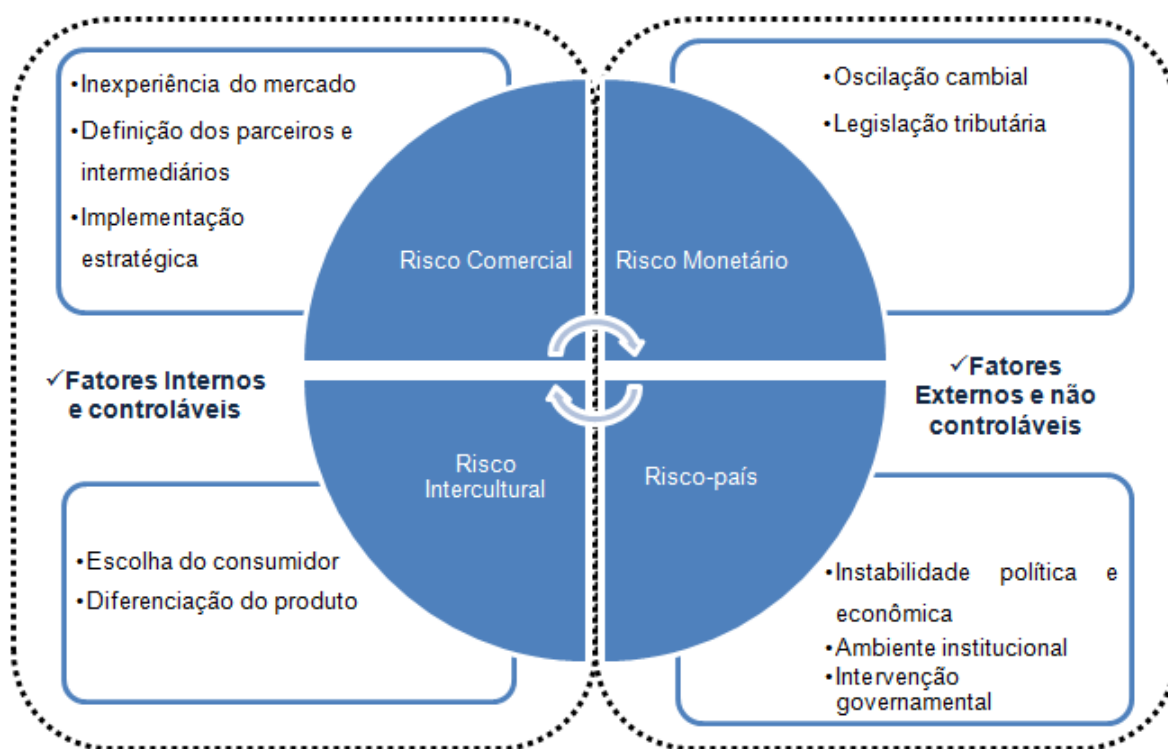 •Inexperiência do mercado
•Definição dos parceiros e
intermediários
•Implementação
estratégica
•Oscilação cambial
•Legislação tributária
Risco Comercial
Risco Monetário
✓Fatores Internos
e controláveis
✓Fatores
Externos e não
controláveis
Risco
Intercultural
Risco-país
•Escolha do consumidor
•Diferenciação do produto
•Instabilidade política e
econômica
•Ambiente institucional
•Intervenção
governamental